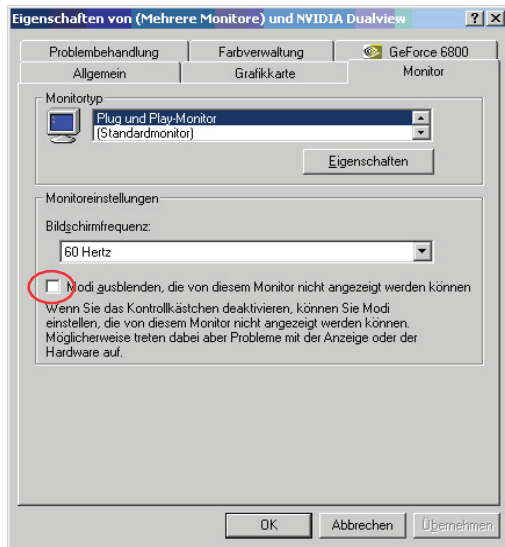 Eigenschaften von (Mehrere Monitore) und NVIDIA Dualview
Problembehandlung Farbverwaltung GeForce 6800
Allgemein Grafikkarte Monitor
Monitortyp
Plug und Play-Monitor
(Standardmonitor)
Eigenschaften
Monitoreinstellungen
Bildschirmfrequenz:
60 Hertz
Modi ausblenden, die von diesem Monitor nicht angezeigt werden können
Wenn Sie das Kontrollkästchen deaktivieren, können Sie Modi
einstellen, die von diesem Monitor nicht angezeigt werden können.
Möglicherweise treten dabei aber Probleme mit der Anzeige oder der
Hardware auf.
OK Abbrechen Übernehmen